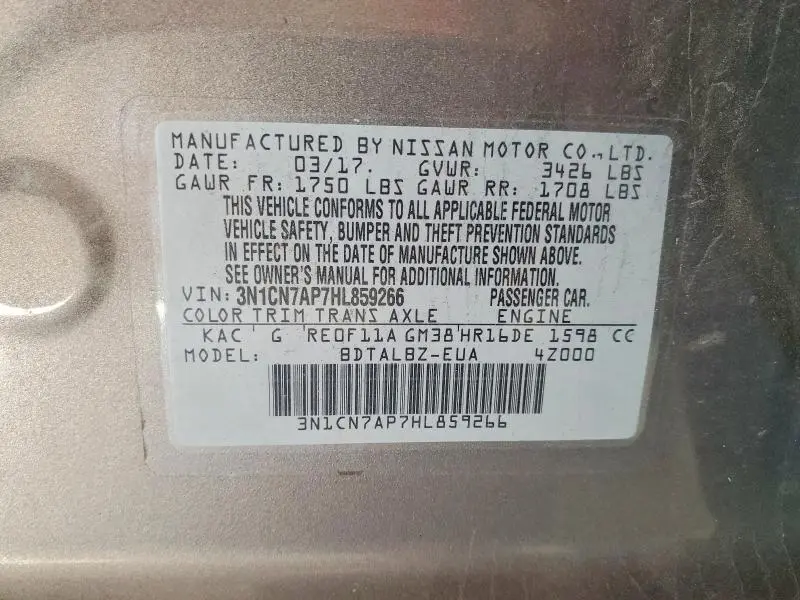 MANUFACTURED BY NISSAN MOTOR CO., LTD.
DATE: 03/17. GVWR: 3426 LBS
GAWR FR: 1750 LBS GAWR RR: 1708 LBS
THIS VEHICLE CONFORMS TO ALL APPLICABLE FEDERAL MOTOR
VEHICLE SAFETY, BUMPER AND THEFT PREVENTION STANDARDS
IN EFFECT ON THE DATE OF MANUFACTURE SHOWN ABOVE.
SEE OWNER'S MANUAL FOR ADDITIONAL INFORMATION.
VIN: 3N1CN7AP7HL859266 PASSENGER CAR.
COLOR TRIM TRANS AXLE ENGINE
KAC G RE0F11A GM38 HR16DE 1598 CC
MODEL: BDTALBZ-EUA 4Z000
3N1CN7AP7HL859266